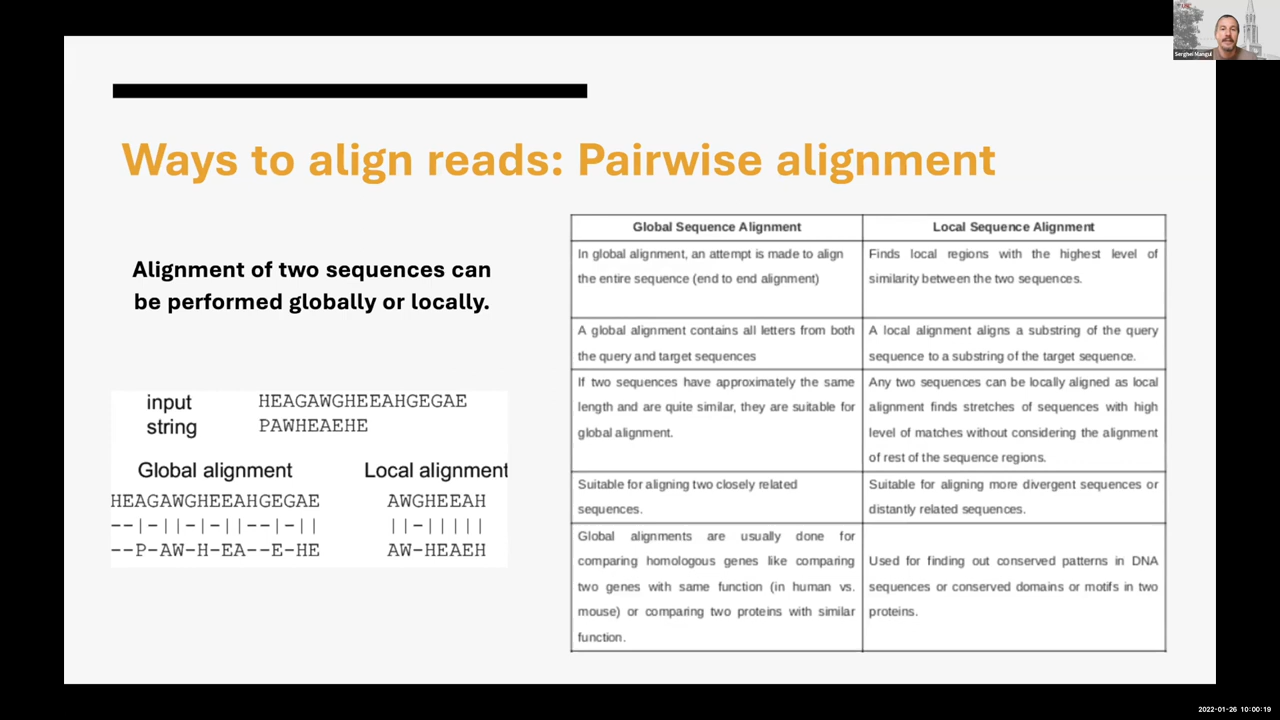 Serghei Mangul
Ways to align reads: Pairwise alignment
Alignment of two sequences can
be performed globally or locally.
input HEAGAWGHEEAHGEGAE
string PAWHEAEHE
Global alignment Local alignment
HEAGAWGHEEAHGEGAE AWGHEEAH
--|-||-|-||--|-|| ||-|||||
--P-AW-H-EA--E-HE AW-HEAEH
Global Sequence Alignment
Local Sequence Alignment
In global alignment, an attempt is made to align
the entire sequence (end to end alignment)
Finds local regions with the highest level of
similarity between the two sequences.
A global alignment contains all letters from both
the query and target sequences
A local alignment aligns a substring of the query
sequence to a substring of the target sequence.
If two sequences have approximately the same
length and are quite similar, they are suitable for
global alignment.
Any two sequences can be locally aligned as local
alignment finds stretches of sequences with high
level of matches without considering the alignment
of rest of the sequence regions.
Suitable for aligning two closely related
sequences.
Suitable for aligning more divergent sequences or
distantly related sequences.
Global alignments are usually done for
comparing homologous genes like comparing
two genes with same function (in human vs.
mouse) or comparing two proteins with similar
function.
Used for finding out conserved patterns in DNA
sequences or conserved domains or motifs in two
proteins.
2022-01-26 10:00:19